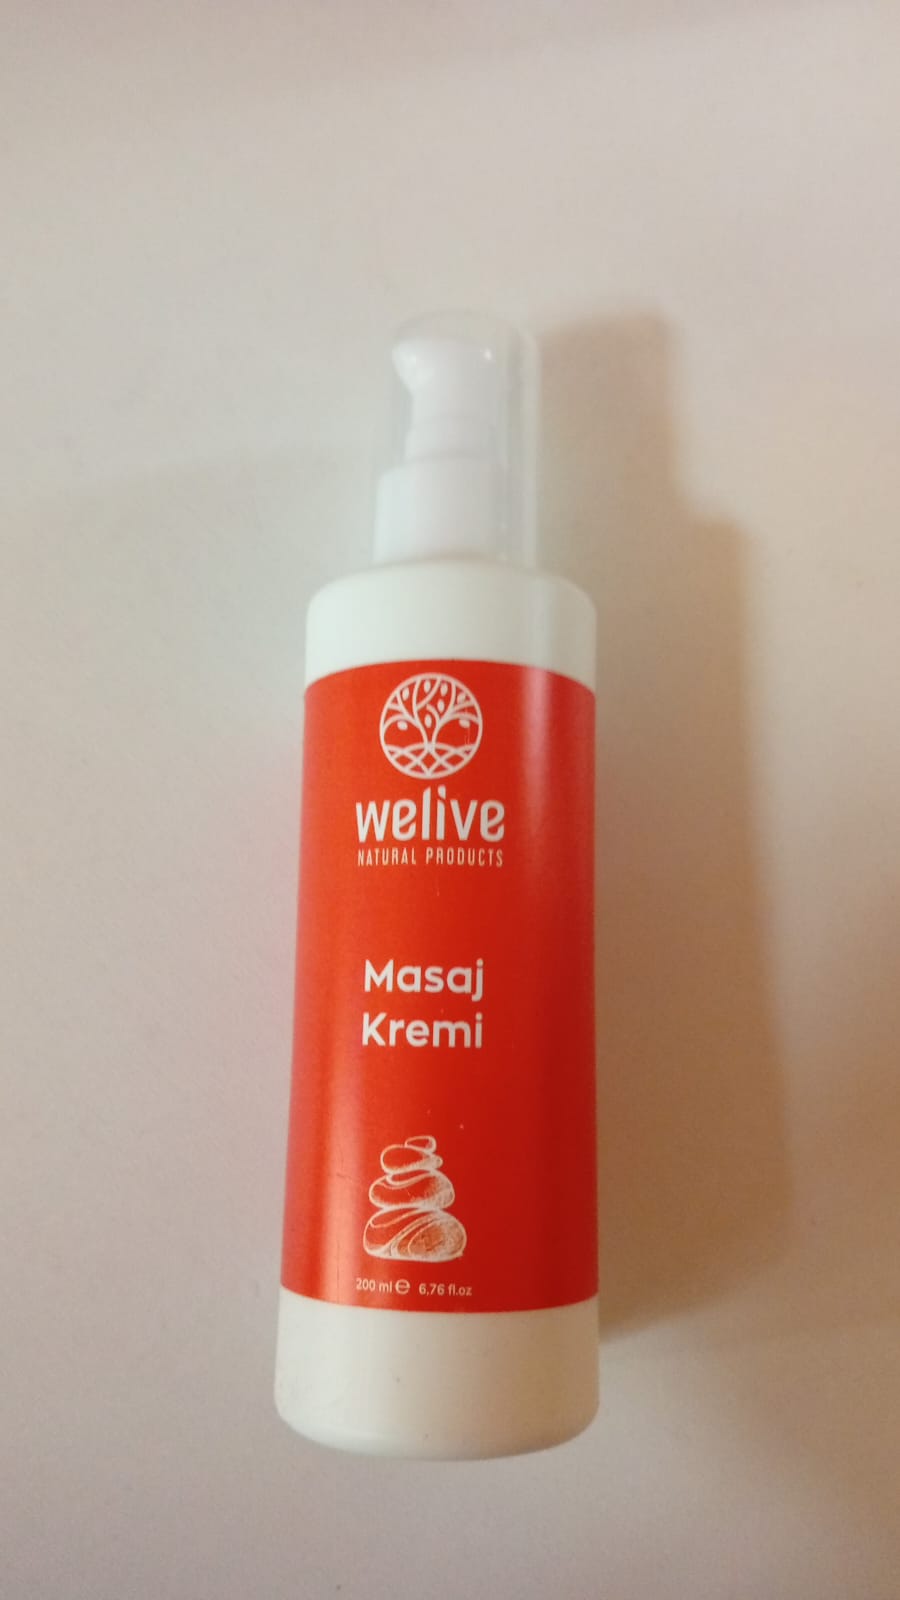 welive
NATURAL PRODUCTS
Masaj
Kremi
200 ml ℮ 6,76 fl.oz